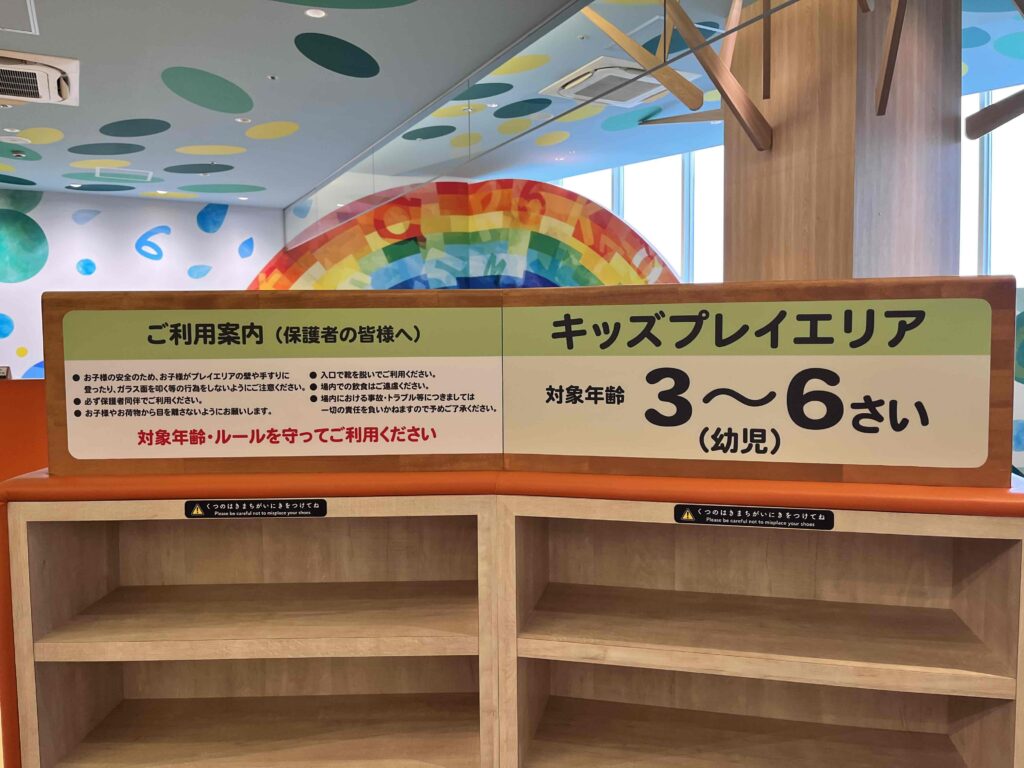 ご利用案内（保護者の皆様へ）
● お子様の安全のため、お子様がプレイエリアの壁や手すりに
登ったり、ガラス面を叩く等の行為をしないようにご注意ください。
● 必ず保護者同伴でご利用ください。
● お子様やお荷物から目を離さないようにお願いします。
● 入口で靴を脱いでご利用ください。
● 場内での飲食はご遠慮ください。
● 場内における事故・トラブル等につきましては
一切の責任を負いかねますので予めご了承ください。
対象年齢・ルールを守ってご利用ください
キッズプレイエリア
対象年齢 3〜6さい
（幼児）
くつのはきまちがいにきをつけてね
Please be careful not to misplace your shoes
くつのはきまちがいにきをつけてね
Please be careful not to misplace your shoes
6